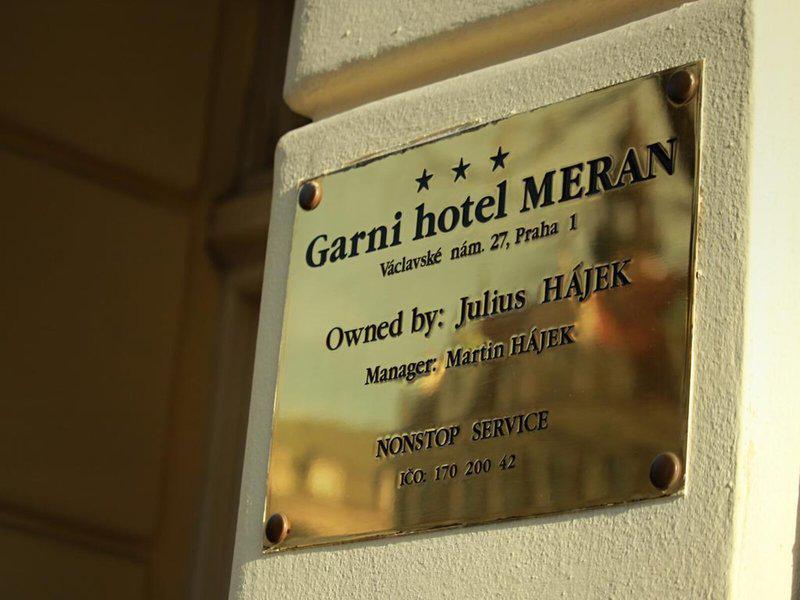 ★ ★ ★
Garni hotel MERAN
Václavské nám. 27, Praha 1
Owned by: Julius HÁJEK
Manager: Martin HÁJEK
NONSTOP SERVICE
IČO: 170 200 42